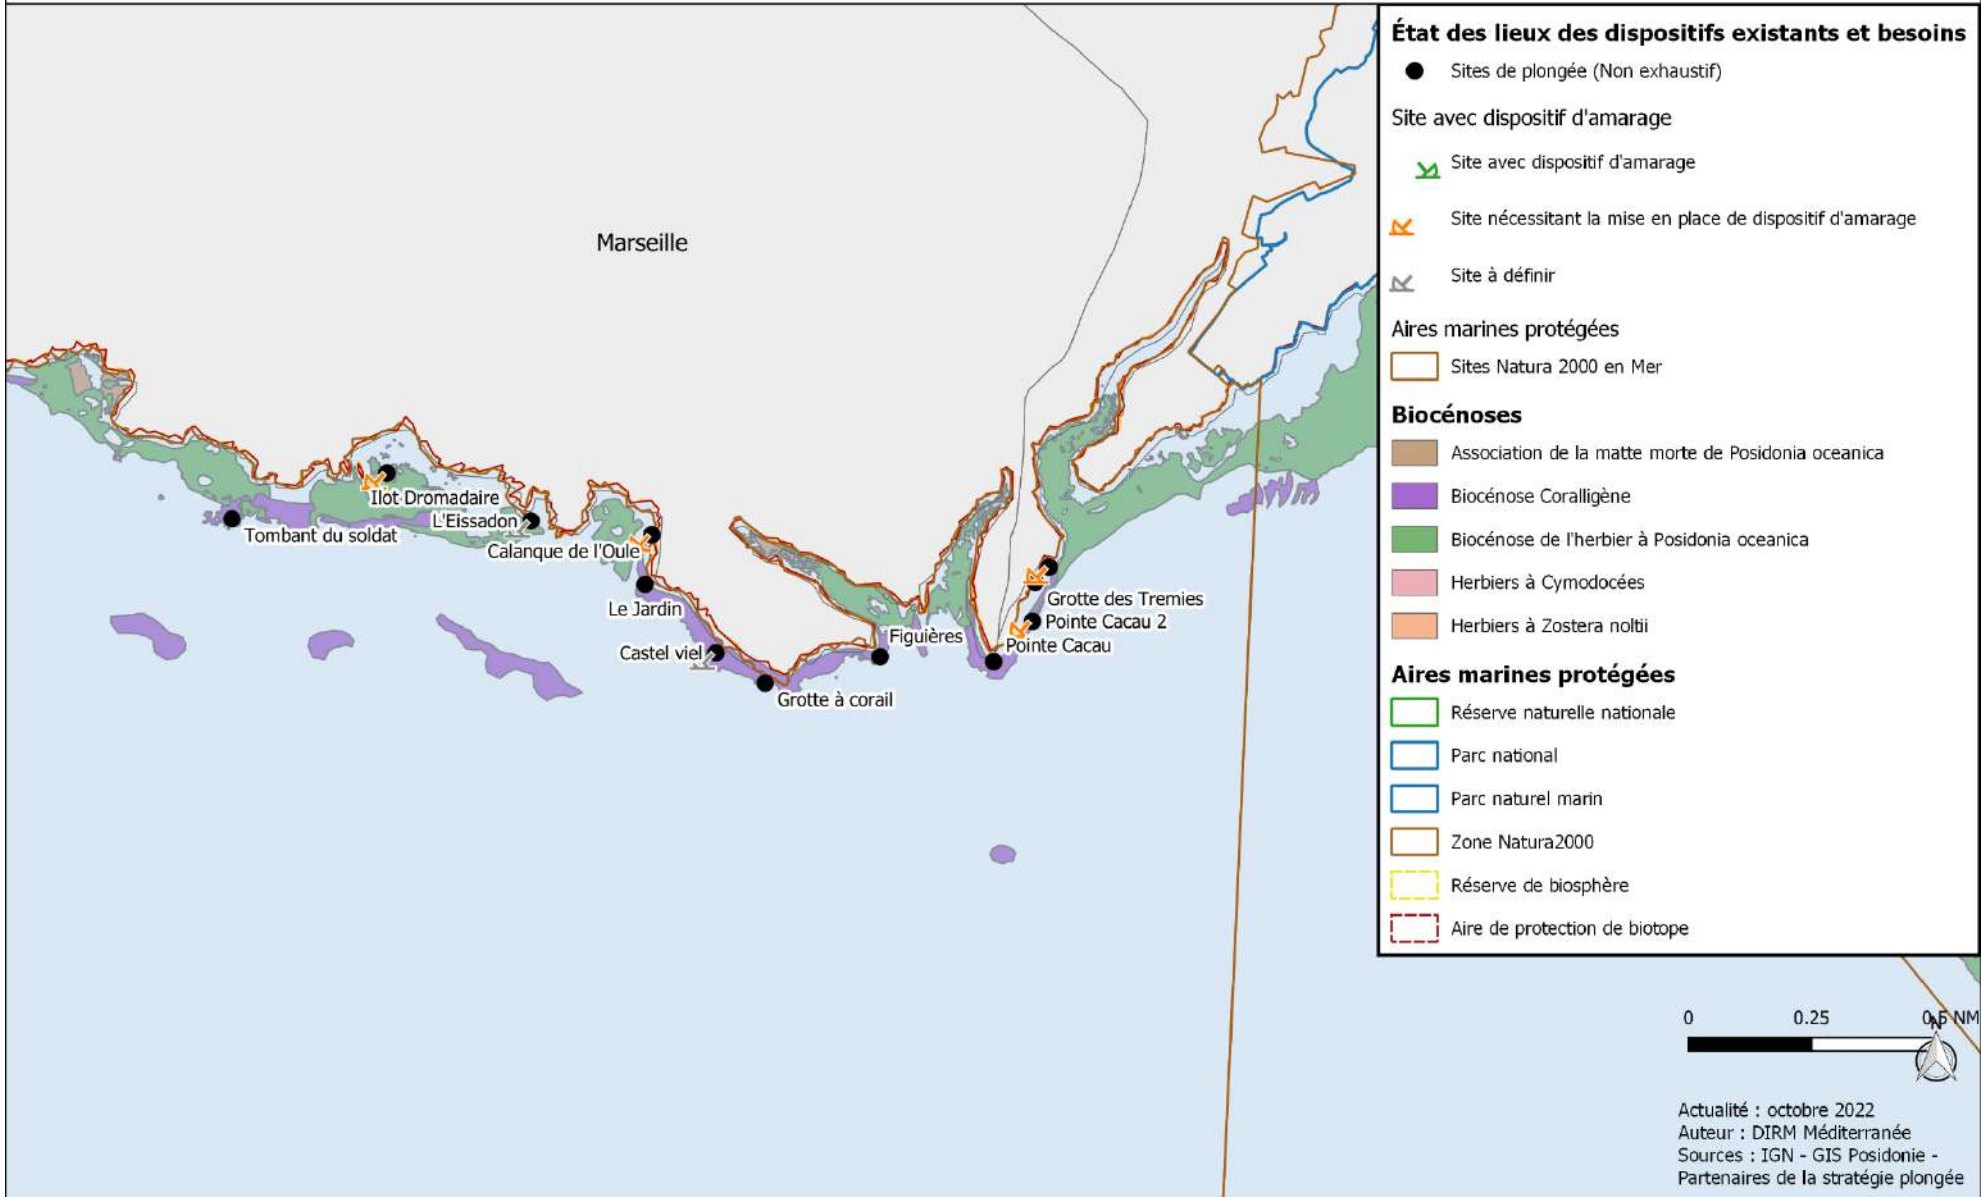 Marseille
Ilot Dromadaire
L'Eissadon
Tombant du soldat
Calanque de l'Oule
Le Jardin
Castel viel
Figuières
Grotte à corail
Grotte des Tremies
Pointe Cacau 2
Pointe Cacau
État des lieux des dispositifs existants et besoins
Sites de plongée (Non exhaustif)
Site avec dispositif d'amarage
Site avec dispositif d'amarage
Site nécessitant la mise en place de dispositif d'amarage
Site à définir
Aires marines protégées
Sites Natura 2000 en Mer
Biocénoses
Association de la matte morte de Posidonia oceanica
Biocénose Coralligène
Biocénose de l'herbier à Posidonia oceanica
Herbiers à Cymodocées
Herbiers à Zostera noltii
Aires marines protégées
Réserve naturelle nationale
Parc national
Parc naturel marin
Zone Natura2000
Réserve de biosphère
Aire de protection de biotope
0 0.25 0.5 NM
N
Actualité : octobre 2022
Auteur : DIRM Méditerranée
Sources : IGN - GIS Posidonie -
Partenaires de la stratégie plongée